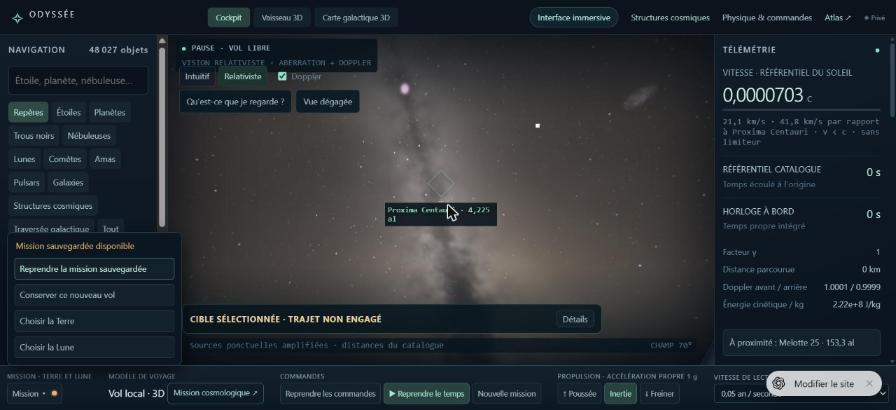 ODYSSÉE
Cockpit
Vaisseau 3D
Carte galactique 3D
Interface immersive
Structures cosmiques
Physique & commandes
Atlas ↗
Privé
NAVIGATION
48 027 objets
Étoile, planète, nébuleuse...
Repères
Étoiles
Planètes
Trous noirs
Nébuleuses
Lunes
Comètes
Amas
Pulsars
Galaxies
Structures cosmiques
Traversée galactique
Tout
Mission sauvegardée disponible
Reprendre la mission sauvegardée
Conserver ce nouveau vol
Choisir la Terre
Choisir la Lune
PAUSE · VOL LIBRE
VISION RELATIVISTE · ABERRATION + DOPPLER
Intuitif
Relativiste
Doppler
Qu'est-ce que je regarde ?
Vue dégagée
Proxima · 4,225
al
CIBLE SÉLECTIONNÉE · TRAJET NON ENGAGÉ
Détails
Sources ponctuelles amplifiées · distances du catalogue
CHAMP 70°
TÉLÉMÉTRIE
VITESSE · RÉFÉRENTIEL DU SOLEIL
0,0000703 c
21,1 km/s · 41,8 km/s par rapport
à Proxima Centauri · v < c · sans
limiteur
RÉFÉRENTIEL CATALOGUE
0 s
Temps écoulé à l'origine
HORLOGE À BORD
0 s
Temps propre intégré
Facteur γ
1
Distance parcourue
0 km
Doppler avant / arrière
1.0001 / 0.9999
Énergie cinétique / kg
2.22e+8 J/kg
À proximité : Melotte 25 · 153,3 al
MISSION · TERRE ET LUNE
Mission
MODÈLE DE VOYAGE
Vol local · 3D
Mission cosmologique ↗
COMMANDES
Reprendre les commandes
▶ Reprendre le temps
Nouvelle mission
PROPULSION · ACCÉLÉRATION PROPRE 1 g
↑ Poussée
Inertie
↓ Freiner
VITESSE DE
0,05 an /
Modifier le site
×